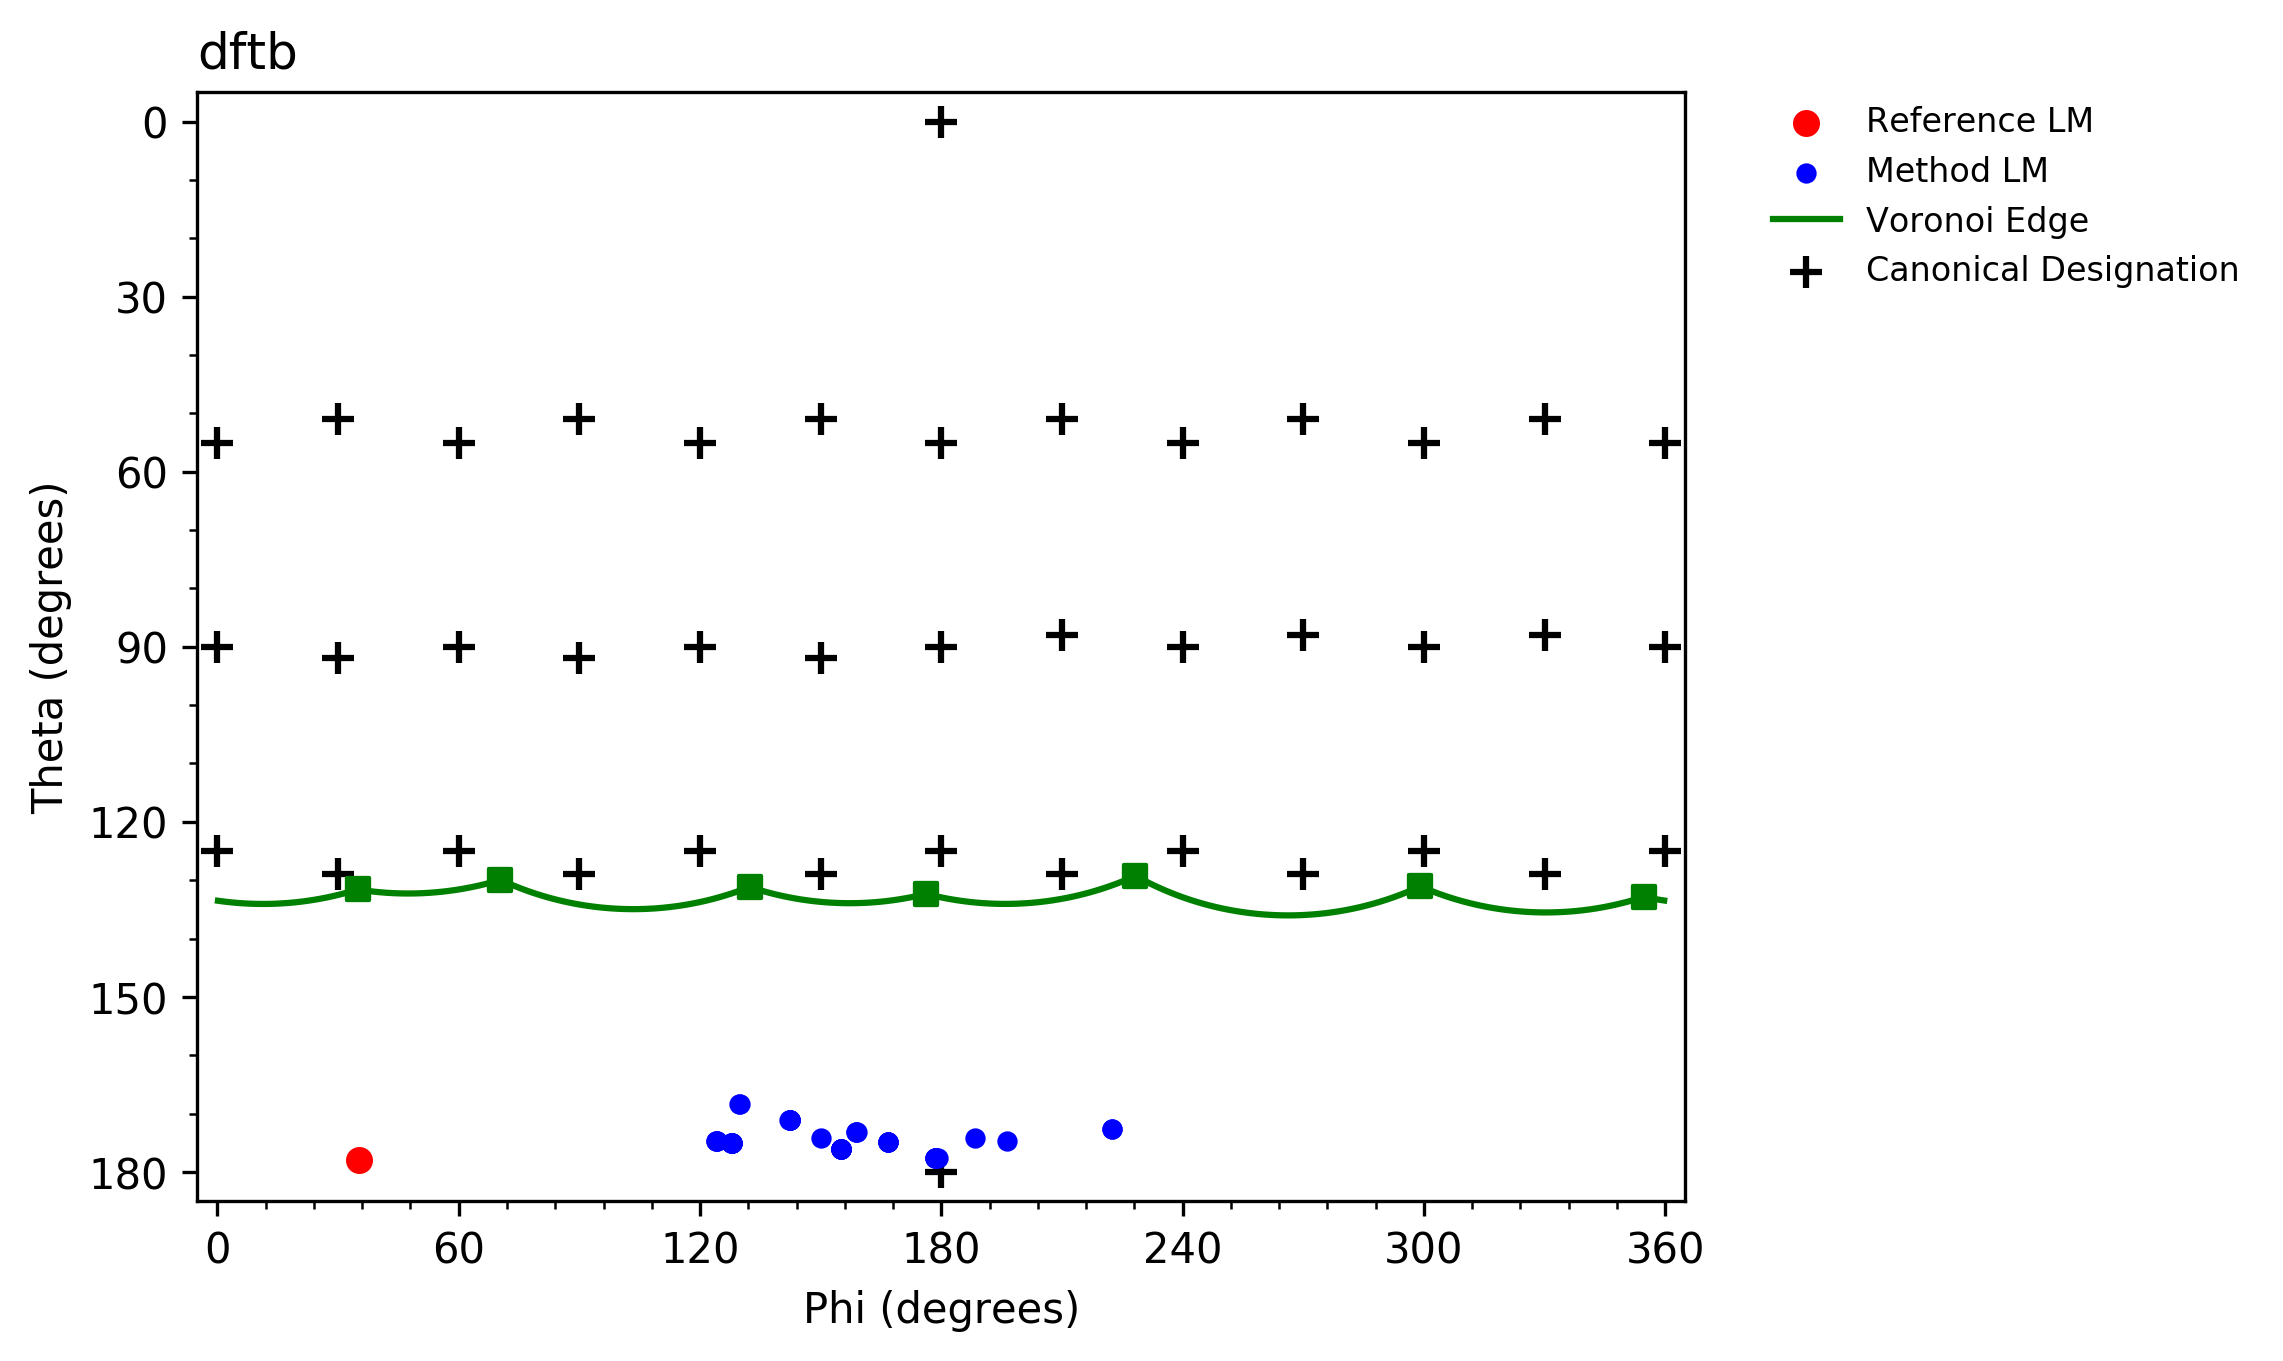 dftb
Reference LM
Method LM
Voronoi Edge
Canonical Designation
Theta (degrees)
0
30
60
90
120
150
180
0 60 120 180 240 300 360
Phi (degrees)